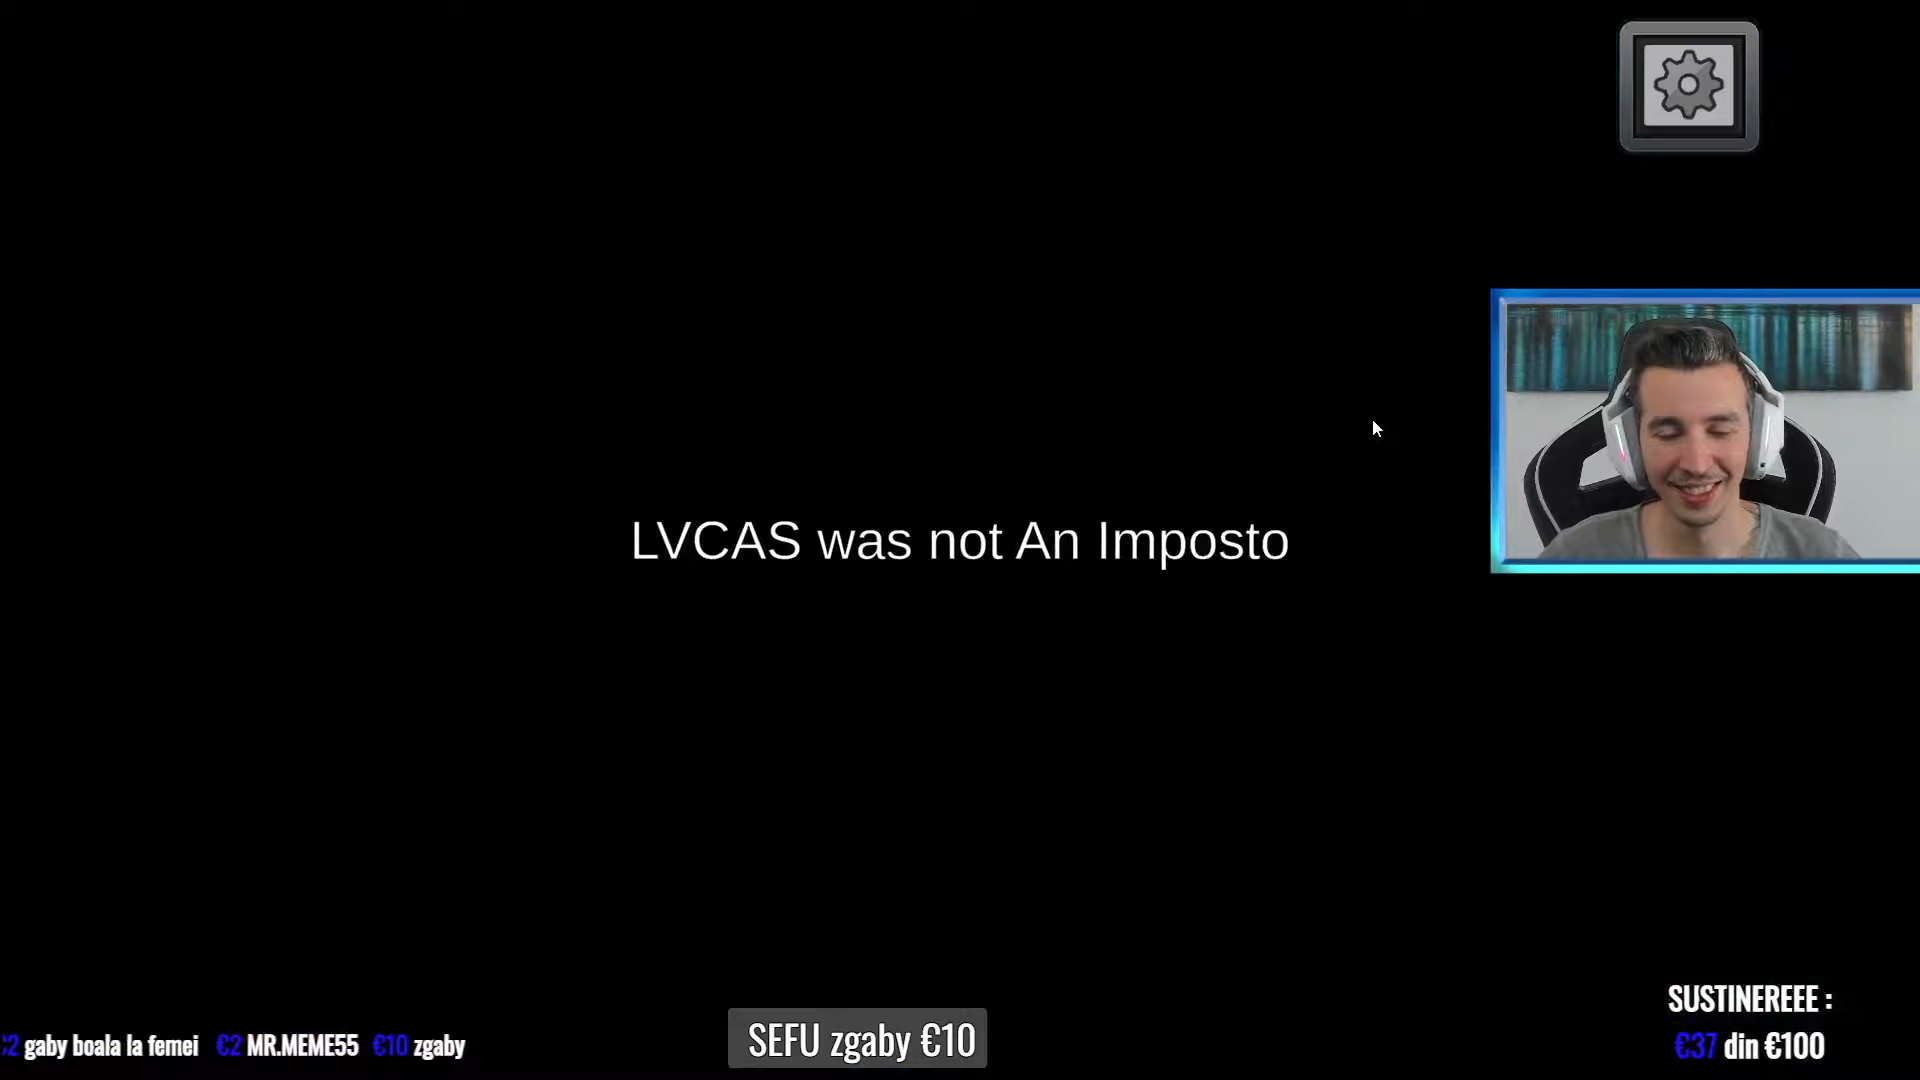 LVCAS was not An Imposto
SUSTINEREEE :
€37 din €100
gaby boala la femei €2 MR.MEME55 €10 zgaby
SEFU zgaby €10